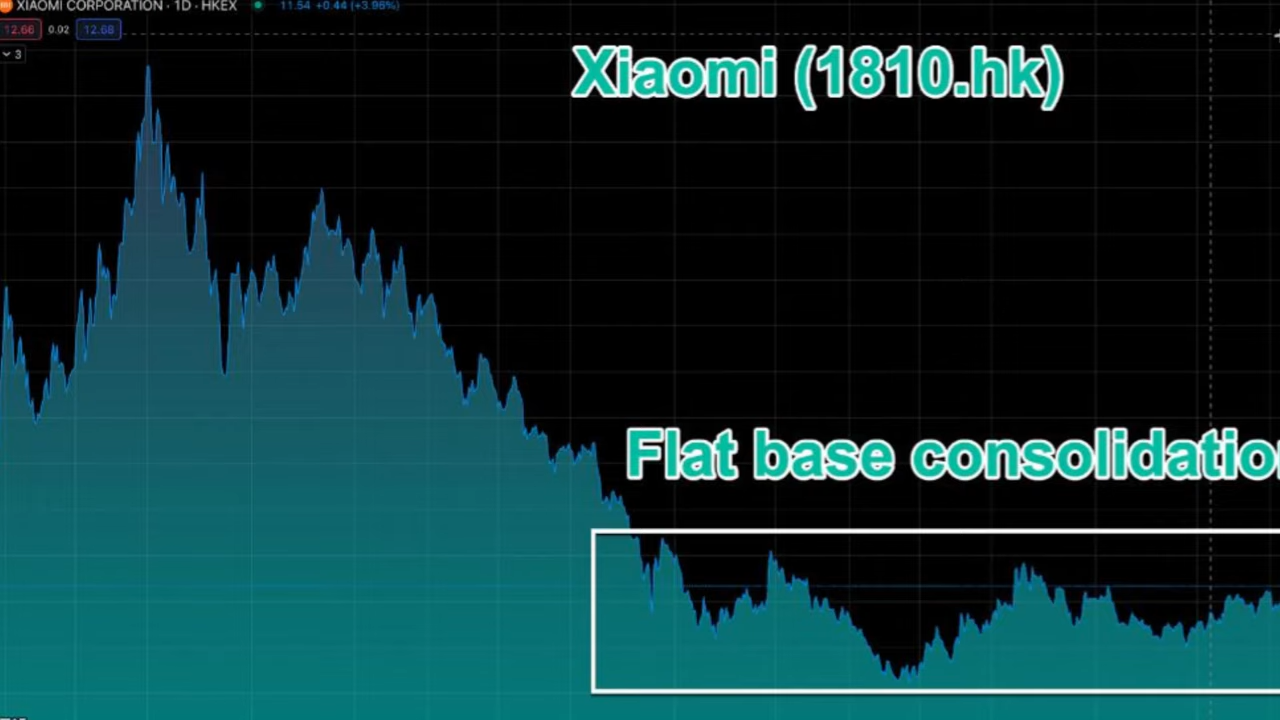 XIAOMI CORPORATION · 1D · HKEX 11.54 +0.44 (+3.96%)
12.66 0.02 12.68
3
Xiaomi (1810.hk)
Flat base consolidation